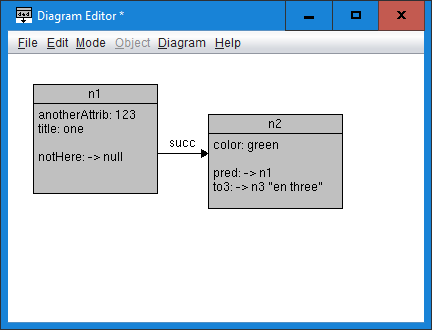 Diagram Editor *
File Edit Mode Object Diagram Help
n1
anotherAttrib: 123
title: one
notHere: -> null
succ
n2
color: green
pred: -> n1
to3: -> n3 "en three"